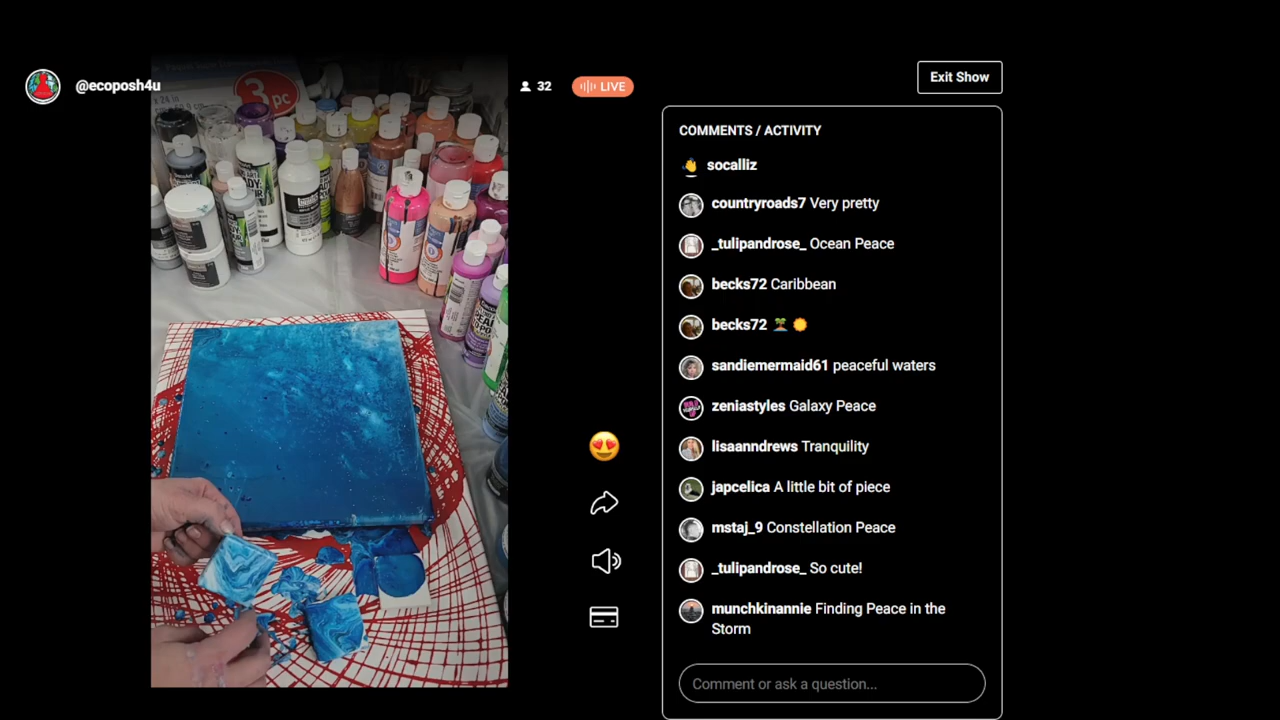 @ecoposh4u
32
LIVE
Exit Show
3
pc
COMMENTS / ACTIVITY
socalliz
countryroads7 Very pretty
_tulipandrose_ Ocean Peace
becks72 Caribbean
becks72
sandiemermaid61 peaceful waters
zeniastyles Galaxy Peace
lisaanndrews Tranquility
japcelica A little bit of piece
mstaj_9 Constellation Peace
_tulipandrose_ So cute!
munchkinannie Finding Peace in the
Storm
Comment or ask a question...